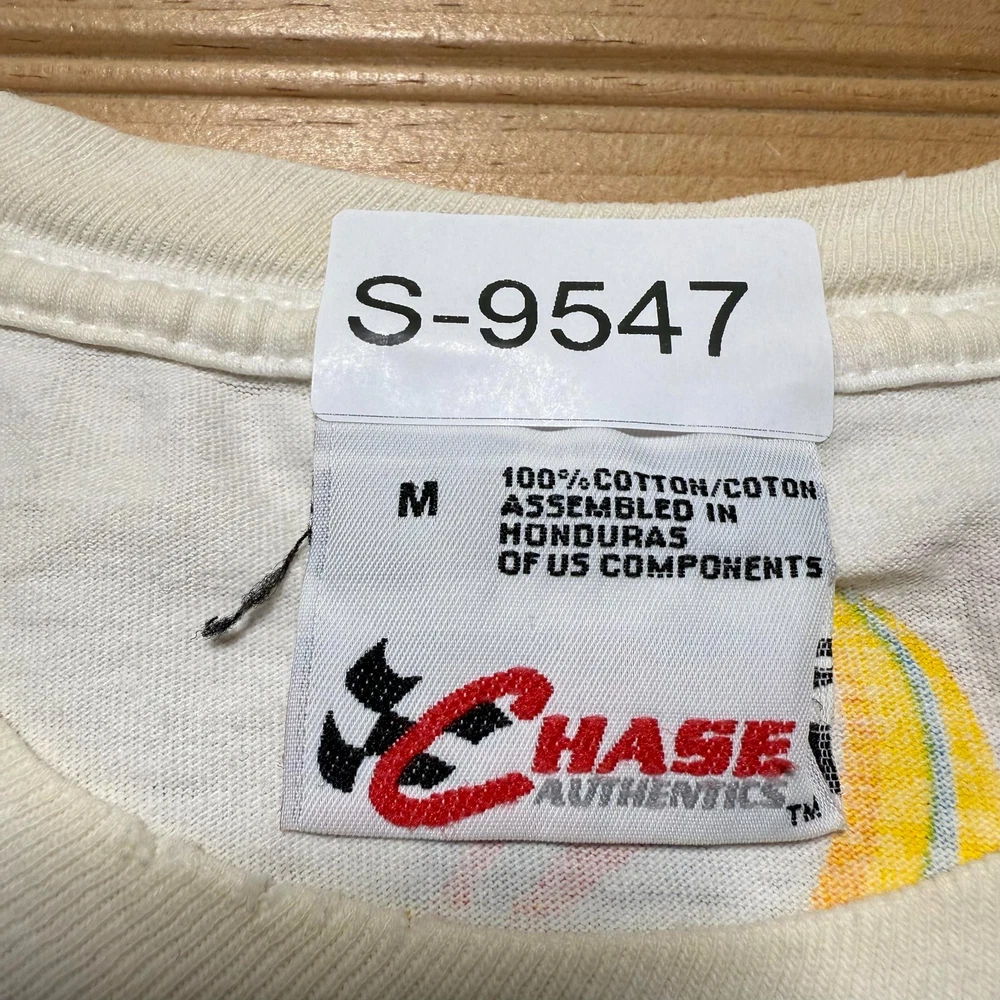 S-9547
M
100% COTTON/COTON
ASSEMBLED IN
HONDURAS
OF US COMPONENTS
CHASE
AUTHENTICS TM